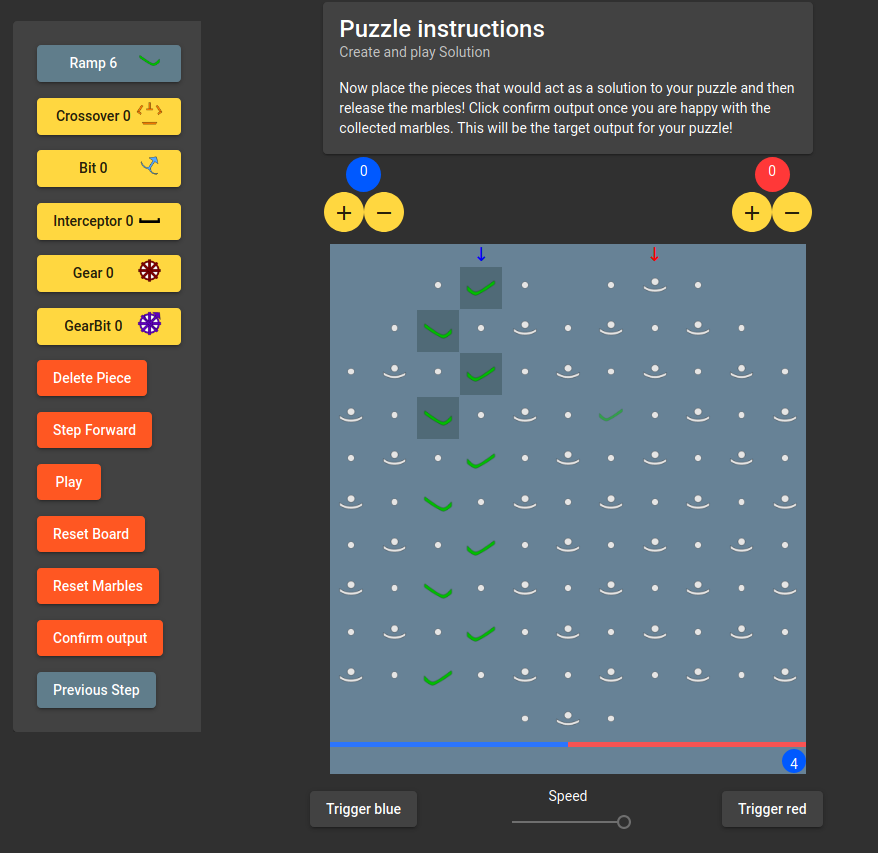 Puzzle instructions
Create and play Solution
Now place the pieces that would act as a solution to your puzzle and then
release the marbles! Click confirm output once you are happy with the
collected marbles. This will be the target output for your puzzle!
Ramp 6
Crossover 0
Bit 0
Interceptor 0
Gear 0
GearBit 0
Delete Piece
Step Forward
Play
Reset Board
Reset Marbles
Confirm output
Previous Step
0
0
+ −
+ −
4
Trigger blue
Speed
Trigger red